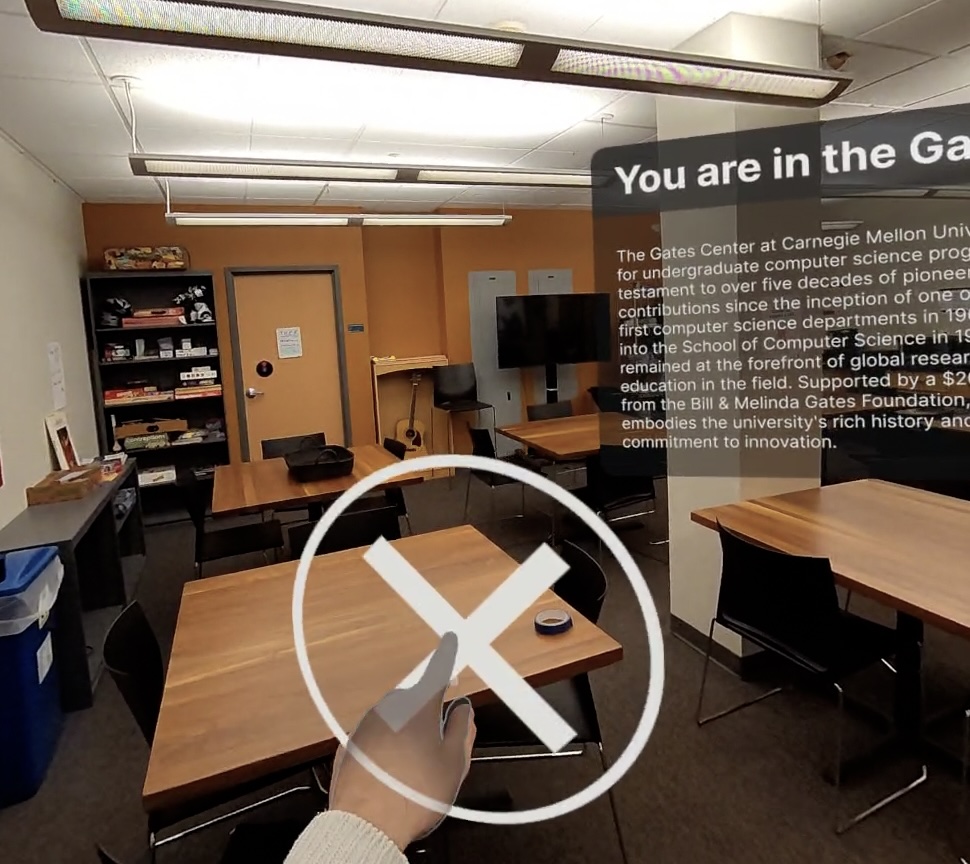 You are in the Ga
The Gates Center at Carnegie Mellon Univ
for undergraduate computer science prog
testament to over five decades of pioneer
contributions since the inception of one o
first computer science departments in 19
into the School of Computer Science in 19
remained at the forefront of global resear
education in the field. Supported by a $2
from the Bill & Melinda Gates Foundation,
embodies the university's rich history and
commitment to innovation.